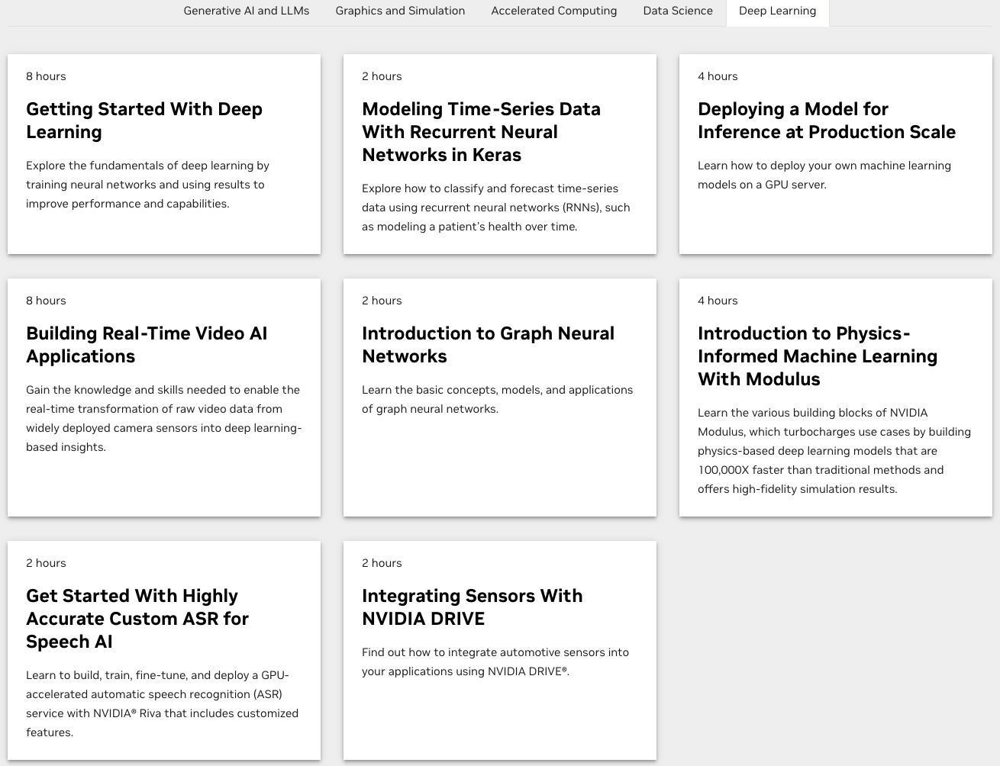 Generative AI and LLMs
Graphics and Simulation
Accelerated Computing
Data Science
Deep Learning
8 hours
Getting Started With Deep
Learning
Explore the fundamentals of deep learning by
training neural networks and using results to
improve performance and capabilities.
2 hours
Modeling Time-Series Data
With Recurrent Neural
Networks in Keras
Explore how to classify and forecast time-series
data using recurrent neural networks (RNNs), such
as modeling a patient's health over time.
4 hours
Deploying a Model for
Inference at Production Scale
Learn how to deploy your own machine learning
models on a GPU server.
8 hours
Building Real-Time Video AI
Applications
Gain the knowledge and skills needed to enable the
real-time transformation of raw video data from
widely deployed camera sensors into deep learning-
based insights.
2 hours
Introduction to Graph Neural
Networks
Learn the basic concepts, models, and applications
of graph neural networks.
4 hours
Introduction to Physics-
Informed Machine Learning
With Modulus
Learn the various building blocks of NVIDIA
Modulus, which turbocharges use cases by building
physics-based deep learning models that are
100,000X faster than traditional methods and
offers high-fidelity simulation results.
2 hours
Get Started With Highly
Accurate Custom ASR for
Speech AI
Learn to build, train, fine-tune, and deploy a GPU-
accelerated automatic speech recognition (ASR)
service with NVIDIA® Riva that includes customized
features.
2 hours
Integrating Sensors With
NVIDIA DRIVE
Find out how to integrate automotive sensors into
your applications using NVIDIA DRIVE®.